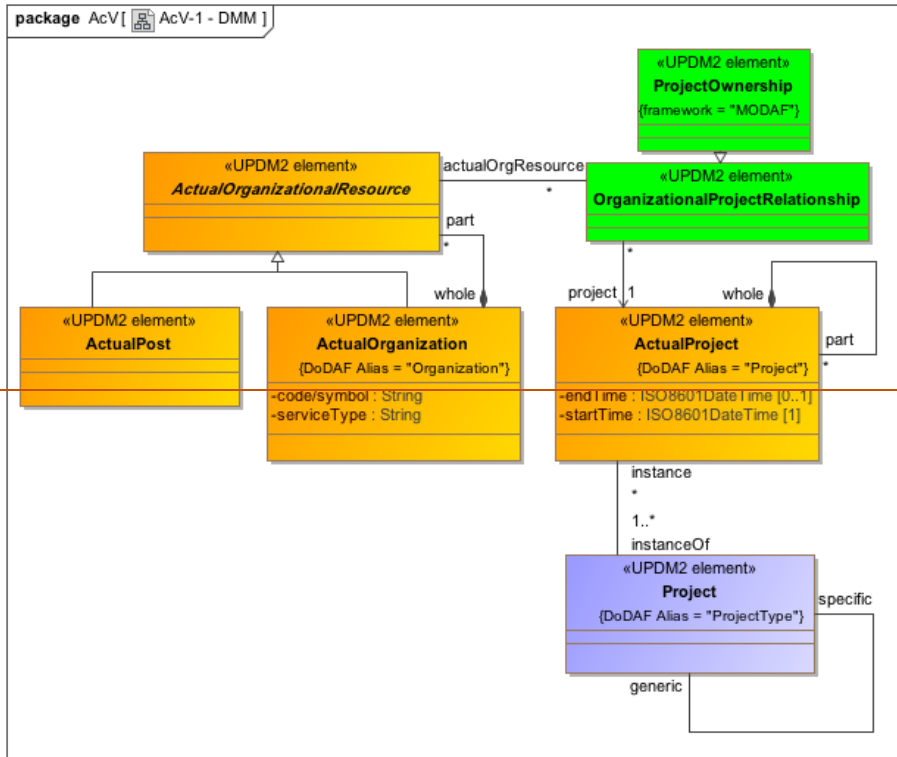 package AcV[ AcV-1 - DMM ]
«UPDM2 element»
ProjectOwnership
{framework = "MODAF"}
«UPDM2 element»
ActualOrganizationalResource
actualOrgResource
*
«UPDM2 element»
OrganizationalProjectRelationship
part
*
whole
*
project 1
whole
part
*
«UPDM2 element»
ActualPost
«UPDM2 element»
ActualOrganization
{DoDAF Alias = "Organization"}
-code/symbol : String
-serviceType : String
«UPDM2 element»
ActualProject
{DoDAF Alias = "Project"}
-endTime : ISO8601DateTime [0..1]
-startTime : ISO8601DateTime [1]
instance
*
1..*
instanceOf
«UPDM2 element»
Project
{DoDAF Alias = "ProjectType"}
specific
generic